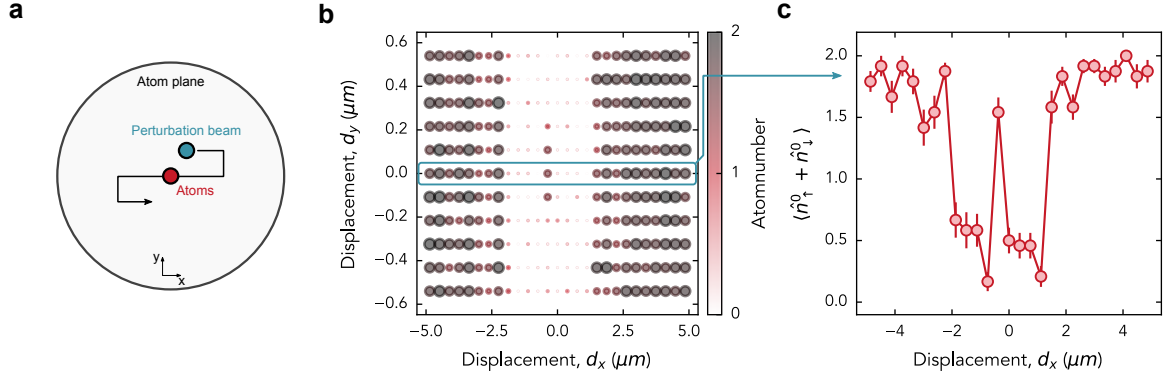 a
Atom plane
Perturbation beam
Atoms
y
x
b
Displacement, d_y (μm)
0.6
0.4
0.2
0.0
−0.2
−0.4
−0.6
−5.0
−2.5
0.0
2.5
5.0
Displacement, d_x (μm)
2
1
0
Atomnumber
c
⟨n̂⁰_↑ + n̂⁰_↓⟩
2.0
1.5
1.0
0.5
0.0
−4
−2
0
2
4
Displacement, d_x (μm)